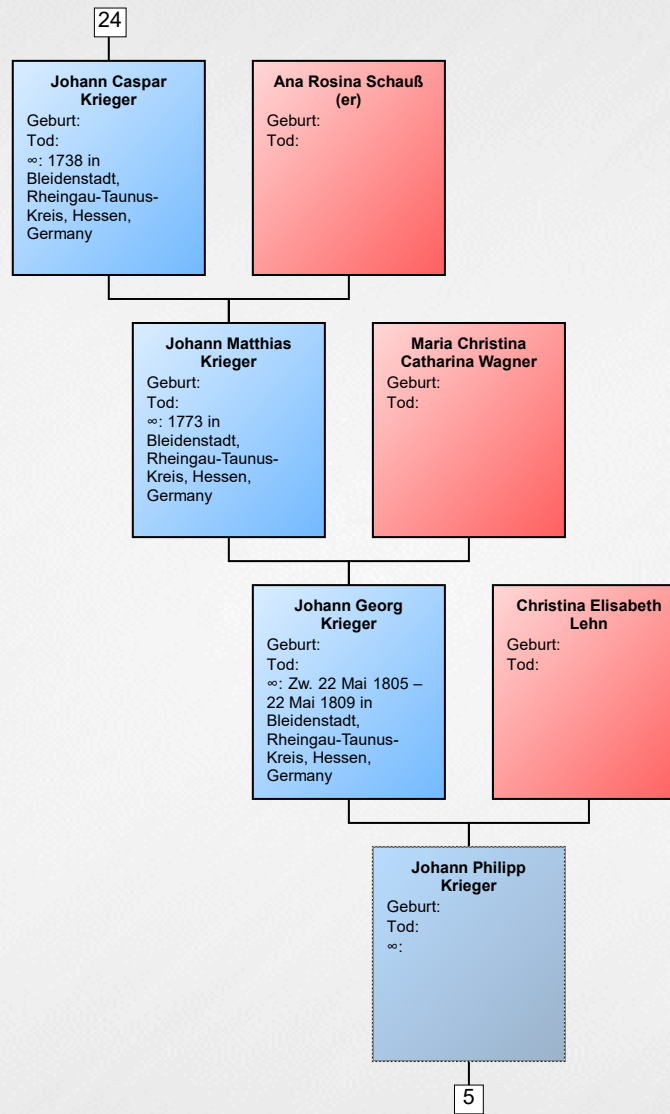 24
Johann Caspar
Krieger
Geburt:
Tod:
∞: 1738 in
Bleidenstadt,
Rheingau-Taunus-
Kreis, Hessen,
Germany
Ana Rosina Schauß
(er)
Geburt:
Tod:
Johann Matthias
Krieger
Geburt:
Tod:
∞: 1773 in
Bleidenstadt,
Rheingau-Taunus-
Kreis, Hessen,
Germany
Maria Christina
Catharina Wagner
Geburt:
Tod:
Johann Georg
Krieger
Geburt:
Tod:
∞: Zw. 22 Mai 1805 –
22 Mai 1809 in
Bleidenstadt,
Rheingau-Taunus-
Kreis, Hessen,
Germany
Christina Elisabeth
Lehn
Geburt:
Tod:
Johann Philipp
Krieger
Geburt:
Tod:
∞:
5